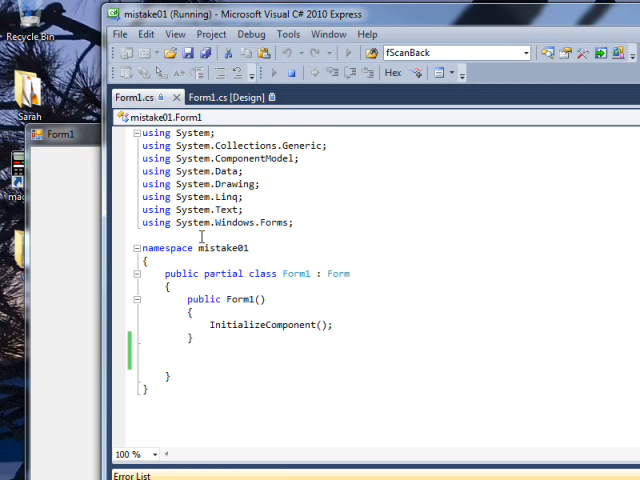 Recycle Bin
Sarah
Form1
mistake01 (Running) - Microsoft Visual C# 2010 Express
File Edit View Project Debug Tools Window Help
fScanBack
Hex
Form1.cs Form1.cs [Design]
mistake01.Form1
using System;
using System.Collections.Generic;
using System.ComponentModel;
using System.Data;
using System.Drawing;
using System.Linq;
using System.Text;
using System.Windows.Forms;
namespace mistake01
{
public partial class Form1 : Form
{
public Form1()
{
InitializeComponent();
}
}
}
100 %
Error List